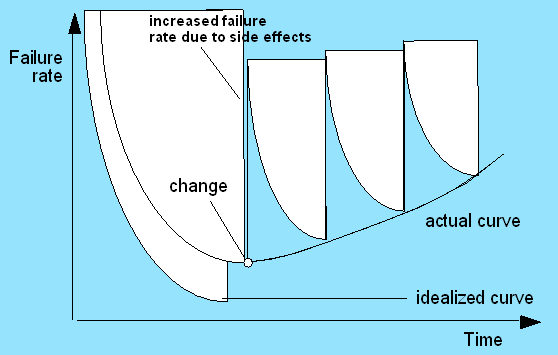 increased failure
rate due to side effects
Failure
rate
change
actual curve
idealized curve
Time